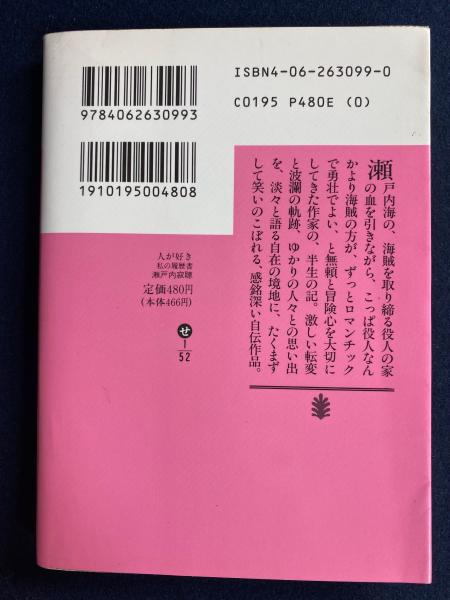 ISBN4-06-263099-0
C0195 P480E (0)
9784062630993
1910195004808
人が好き
私の履歴書
瀬戸内寂聴
定価480円
(本体466円)
せ
1
52
瀬戸内海の、海賊を取り締る役人の家
の血を引きながら、こっぱ役人なん
かより海賊の方が、ずっとロマンチック
で勇壮でよい、と無頼と冒険心を大切に
してきた作家の、半生の記。激しい転変
と波瀾の軌跡、ゆかりの人々との思い出
を、淡々と語る自在の境地に、たくまず
して笑いのこぼれる、感銘深い自伝作品。